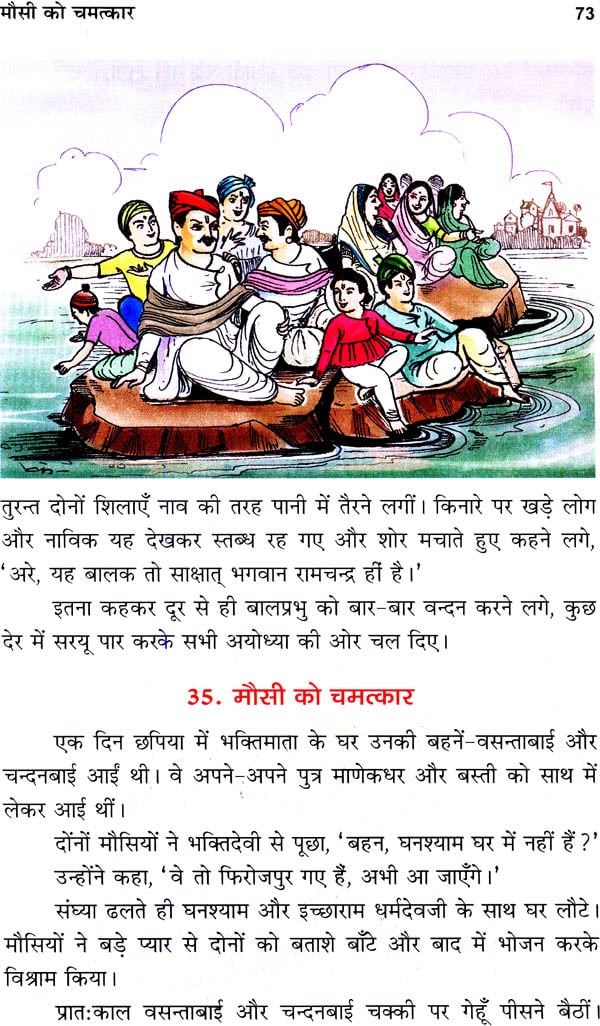 मौसी को चमत्कार 73
तुरन्त दोनों शिलाएँ नाव की तरह पानी में तैरने लगीं। किनारे पर खड़े लोग
और नाविक यह देखकर स्तब्ध रह गए और शोर मचाते हुए कहने लगे,
'अरे, यह बालक तो साक्षात् भगवान रामचन्द्र हीं है।'
इतना कहकर दूर से ही बालप्रभु को बार-बार वन्दन करने लगे, कुछ
देर में सरयू पार करके सभी अयोध्या की ओर चल दिए।
35. मौसी को चमत्कार
एक दिन छपिया में भक्तिमाता के घर उनकी बहनें-वसन्ताबाई और
चन्दनबाई आईं थी। वे अपने-अपने पुत्र माणेकधर और बस्ती को साथ में
लेकर आई थीं।
दोंनों मौसियों ने भक्तिदेवी से पूछा, 'बहन, घनश्याम घर में नहीं हैं ?'
उन्होंने कहा, 'वे तो फिरोजपुर गए हैं, अभी आ जाएँगे।'
संघ्या ढलते ही घनश्याम और इच्छाराम धर्मदेवजी के साथ घर लौटे।
मौसियों ने बड़े प्यार से दोनों को बताशे बाँटे और बाद में भोजन करके
विश्राम किया।
प्रात:काल वसन्ताबाई और चन्दनबाई चक्की पर गेहूँ पीसने बैठीं।